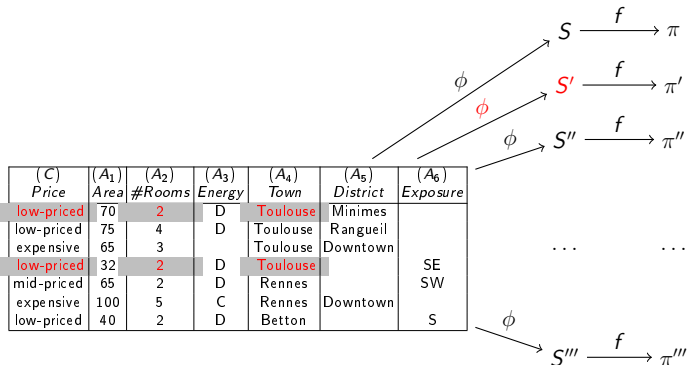 S f π
ϕ
S′ f π′
ϕ
S″ f π″
ϕ
(C) (A₁) (A₂) (A₃) (A₄) (A₅) (A₆)
Price Area #Rooms Energy Town District Exposure
low-priced 70 2 D Toulouse Minimes
low-priced 75 4 D Toulouse Rangueil
expensive 65 3 Toulouse Downtown
... ...
low-priced 32 2 D Toulouse SE
mid-priced 65 2 D Rennes SW
expensive 100 5 C Rennes Downtown
low-priced 40 2 D Betton S
ϕ
S‴ f π‴